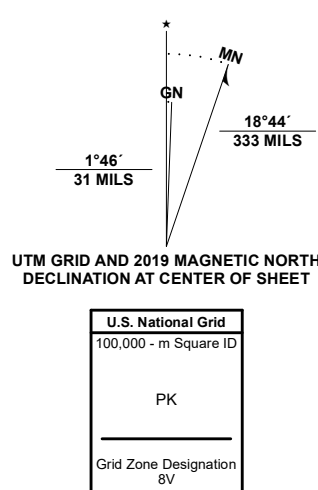 ★
MN
GN
18°44´
333 MILS
1°46´
31 MILS
UTM GRID AND 2019 MAGNETIC NORTH
DECLINATION AT CENTER OF SHEET
U.S. National Grid
100,000 - m Square ID
PK
Grid Zone Designation
8V